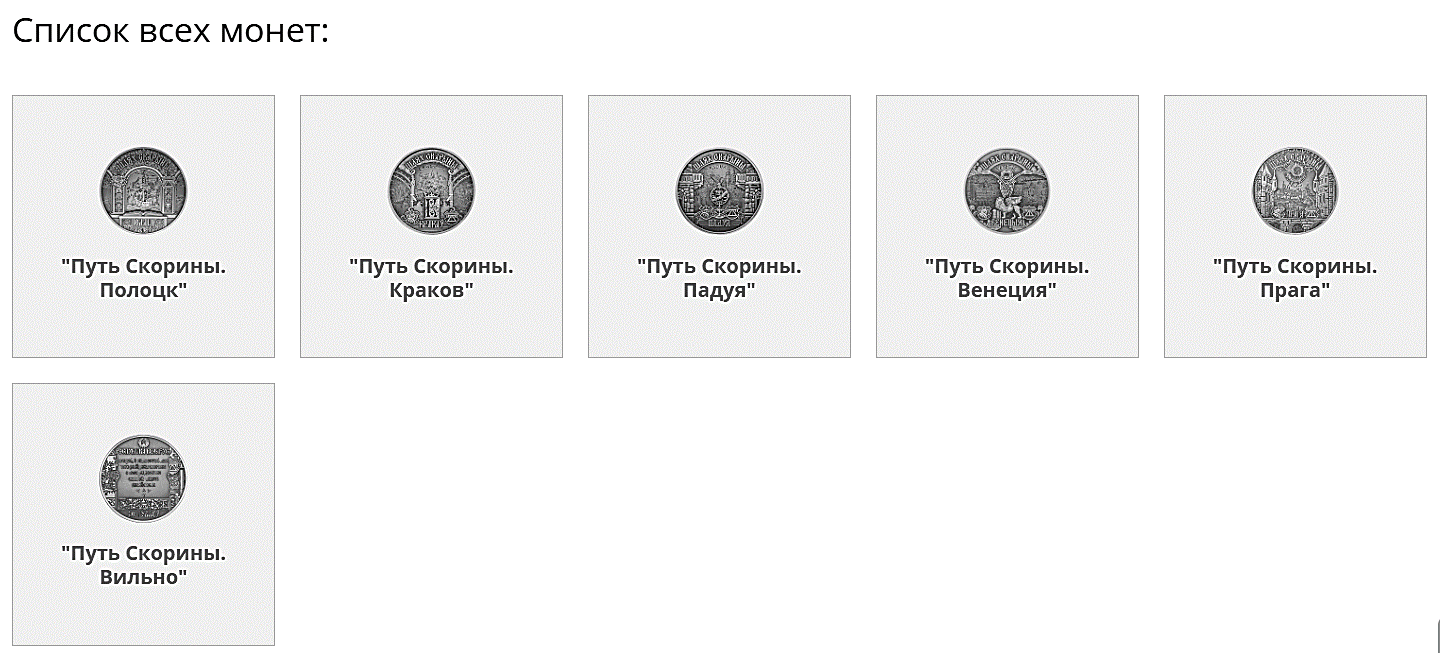 Список всех монет:
"Путь Скорины.
Полоцк"
"Путь Скорины.
Краков"
"Путь Скорины.
Падуя"
"Путь Скорины.
Венеция"
"Путь Скорины.
Прага"
"Путь Скорины.
Вильно"